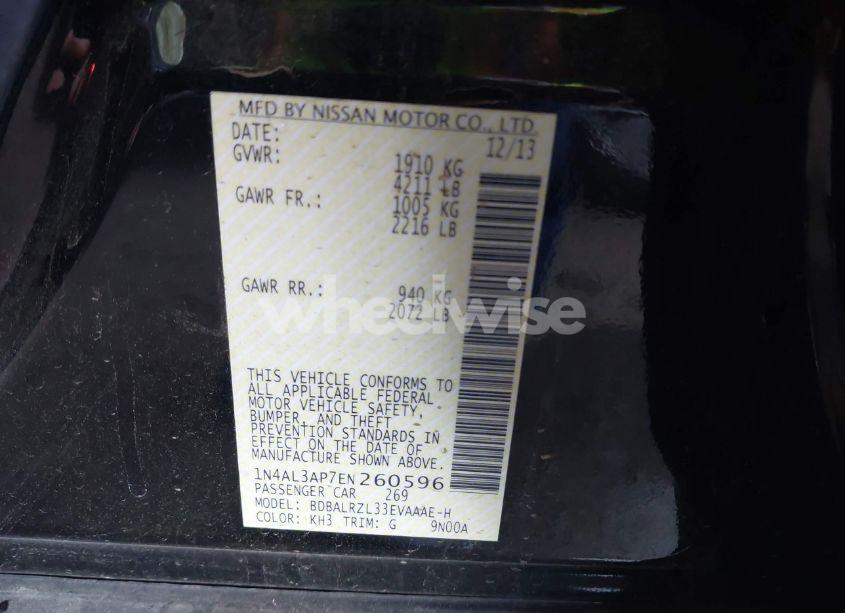 MFD BY NISSAN MOTOR CO., LTD.
DATE: 12/13
GVWR: 1910 KG
4211 LB
GAWR FR.: 1005 KG
2216 LB
GAWR RR.: 940 KG
2072 LB
wheelwise
THIS VEHICLE CONFORMS TO
ALL APPLICABLE FEDERAL
MOTOR VEHICLE SAFETY,
BUMPER, AND THEFT
PREVENTION STANDARDS IN
EFFECT ON THE DATE OF
MANUFACTURE SHOWN ABOVE.
1N4AL3AP7EN260596
PASSENGER CAR 269
MODEL: BDBALRZL33EVAAAE-H
COLOR: KH3 TRIM: G 9N00A